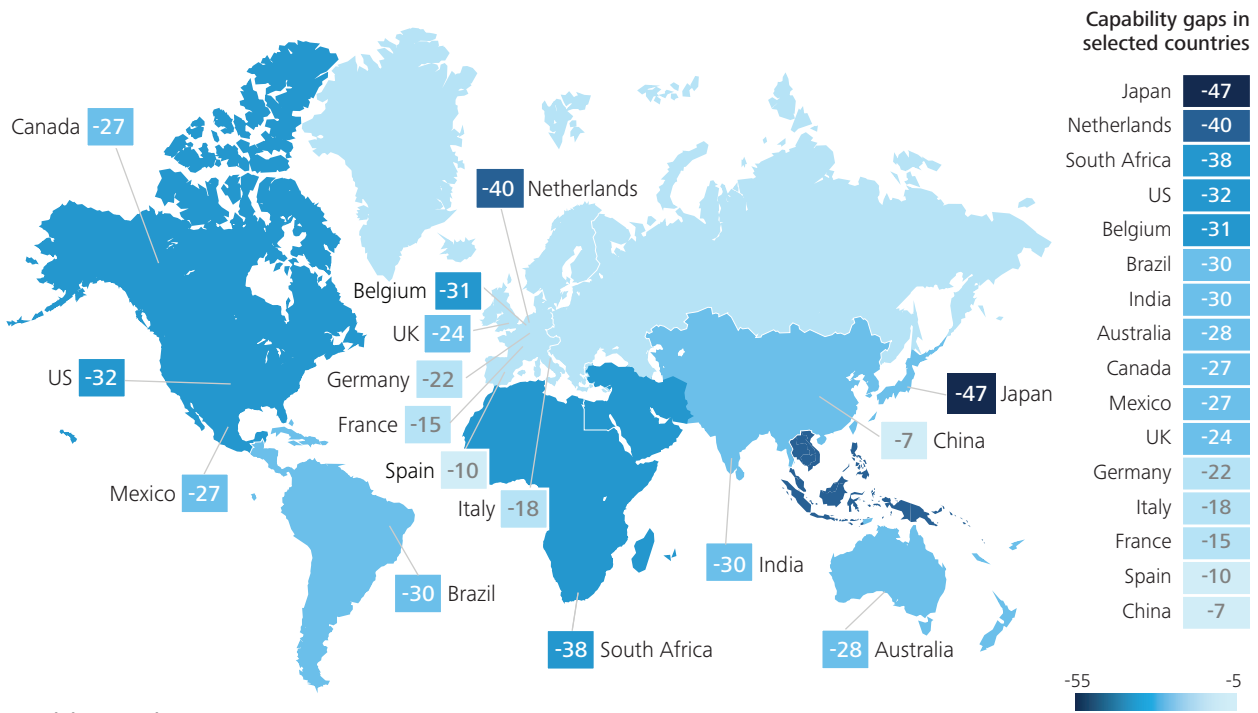 Capability gaps in
selected countries
Japan -47
Netherlands -40
South Africa -38
US -32
Belgium -31
Brazil -30
India -30
Australia -28
Canada -27
Mexico -27
UK -24
Germany -22
Italy -18
France -15
Spain -10
China -7
-55 -5
Canada -27
-40 Netherlands
Belgium -31
UK -24
US -32
Germany -22
-47 Japan
France -15
-7 China
Spain -10
Mexico -27
Italy -18
-30 India
-30 Brazil
-38 South Africa
-28 Australia